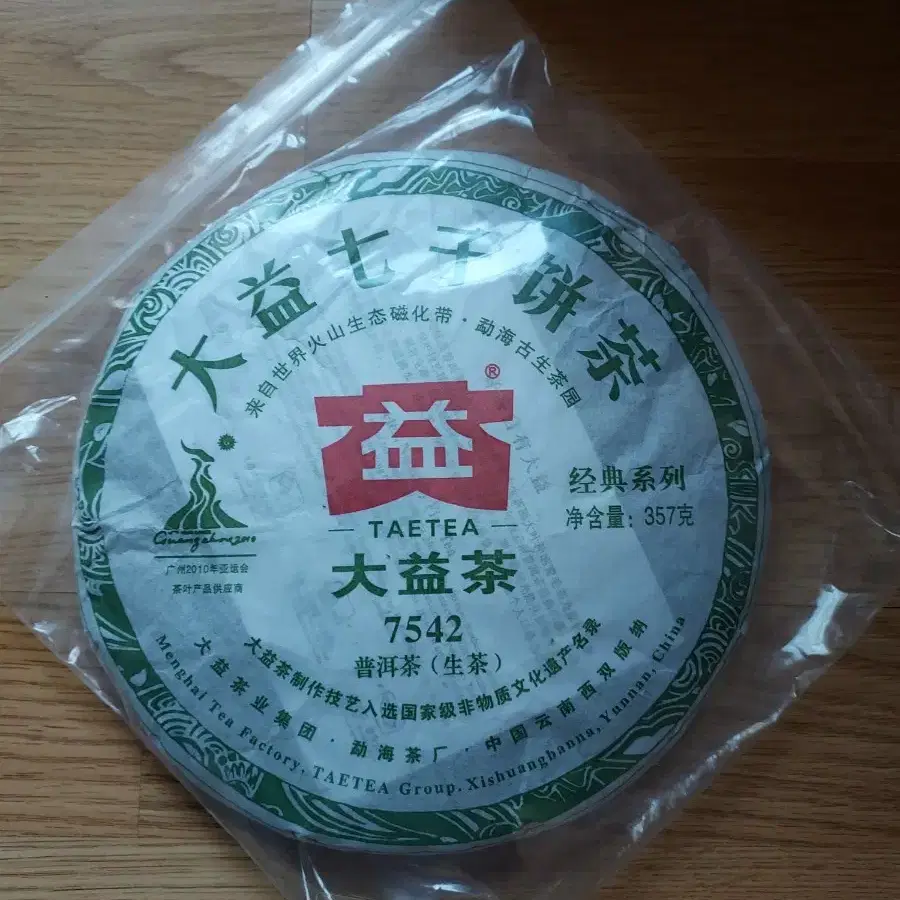 大益七子饼茶
来自世界火山生态磁化带·勐海古生茶园
®
益
TAETEA
大益茶
7542
普洱茶（生茶）
经典系列
净含量：357克
Guangzhou 2010
广州2010年亚运会
茶叶产品供应商
大益茶制作技艺入选国家级非物质文化遗产名录
大益茶业集团·勐海茶厂·中国云南西双版纳
Menghai Tea Factory, TAETEA Group, Xishuangbanna, Yunnan, China